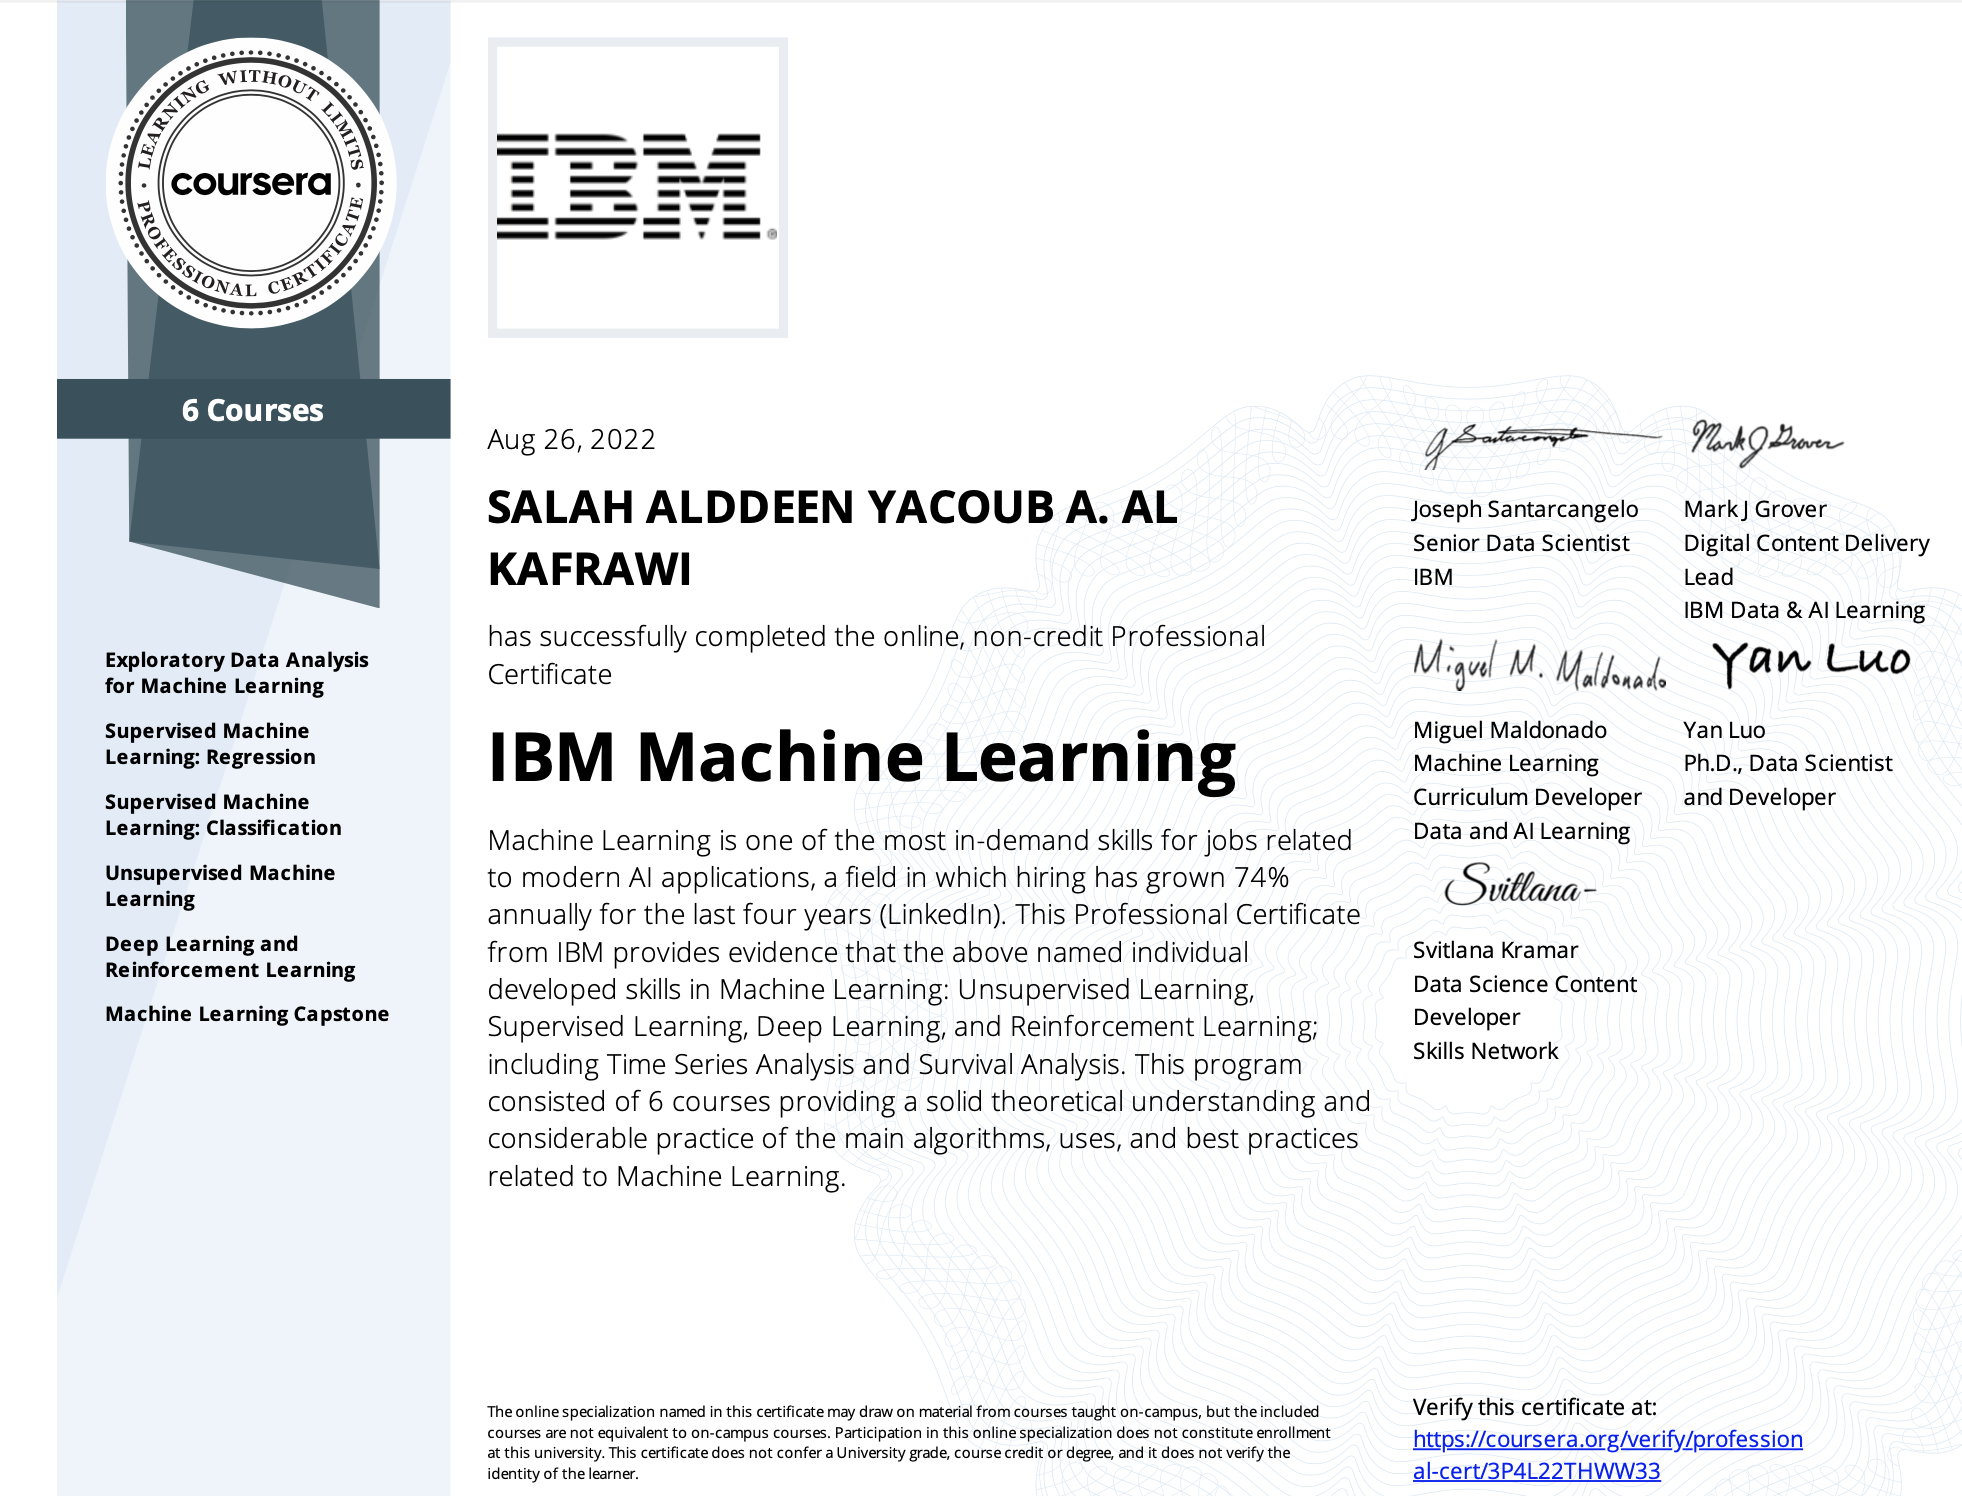 LEARNING WITHOUT LIMITS
coursera
PROFESSIONAL CERTIFICATE
6 Courses
Exploratory Data Analysis
for Machine Learning
Supervised Machine
Learning: Regression
Supervised Machine
Learning: Classification
Unsupervised Machine
Learning
Deep Learning and
Reinforcement Learning
Machine Learning Capstone
IBM®
Aug 26, 2022
SALAH ALDDEEN YACOUB A. AL
KAFRAWI
has successfully completed the online, non-credit Professional
Certificate
IBM Machine Learning
Machine Learning is one of the most in-demand skills for jobs related
to modern AI applications, a field in which hiring has grown 74%
annually for the last four years (LinkedIn). This Professional Certificate
from IBM provides evidence that the above named individual
developed skills in Machine Learning: Unsupervised Learning,
Supervised Learning, Deep Learning, and Reinforcement Learning;
including Time Series Analysis and Survival Analysis. This program
consisted of 6 courses providing a solid theoretical understanding and
considerable practice of the main algorithms, uses, and best practices
related to Machine Learning.
J Santarcangelo
Joseph Santarcangelo
Senior Data Scientist
IBM
Mark J Grover
Mark J Grover
Digital Content Delivery
Lead
IBM Data & AI Learning
Miguel M. Maldonado
Miguel Maldonado
Machine Learning
Curriculum Developer
Data and AI Learning
Yan Luo
Yan Luo
Ph.D., Data Scientist
and Developer
Svitlana-
Svitlana Kramar
Data Science Content
Developer
Skills Network
The online specialization named in this certificate may draw on material from courses taught on-campus, but the included
courses are not equivalent to on-campus courses. Participation in this online specialization does not constitute enrollment
at this university. This certificate does not confer a University grade, course credit or degree, and it does not verify the
identity of the learner.
Verify this certificate at:
https://coursera.org/verify/profession
al-cert/3P4L22THWW33